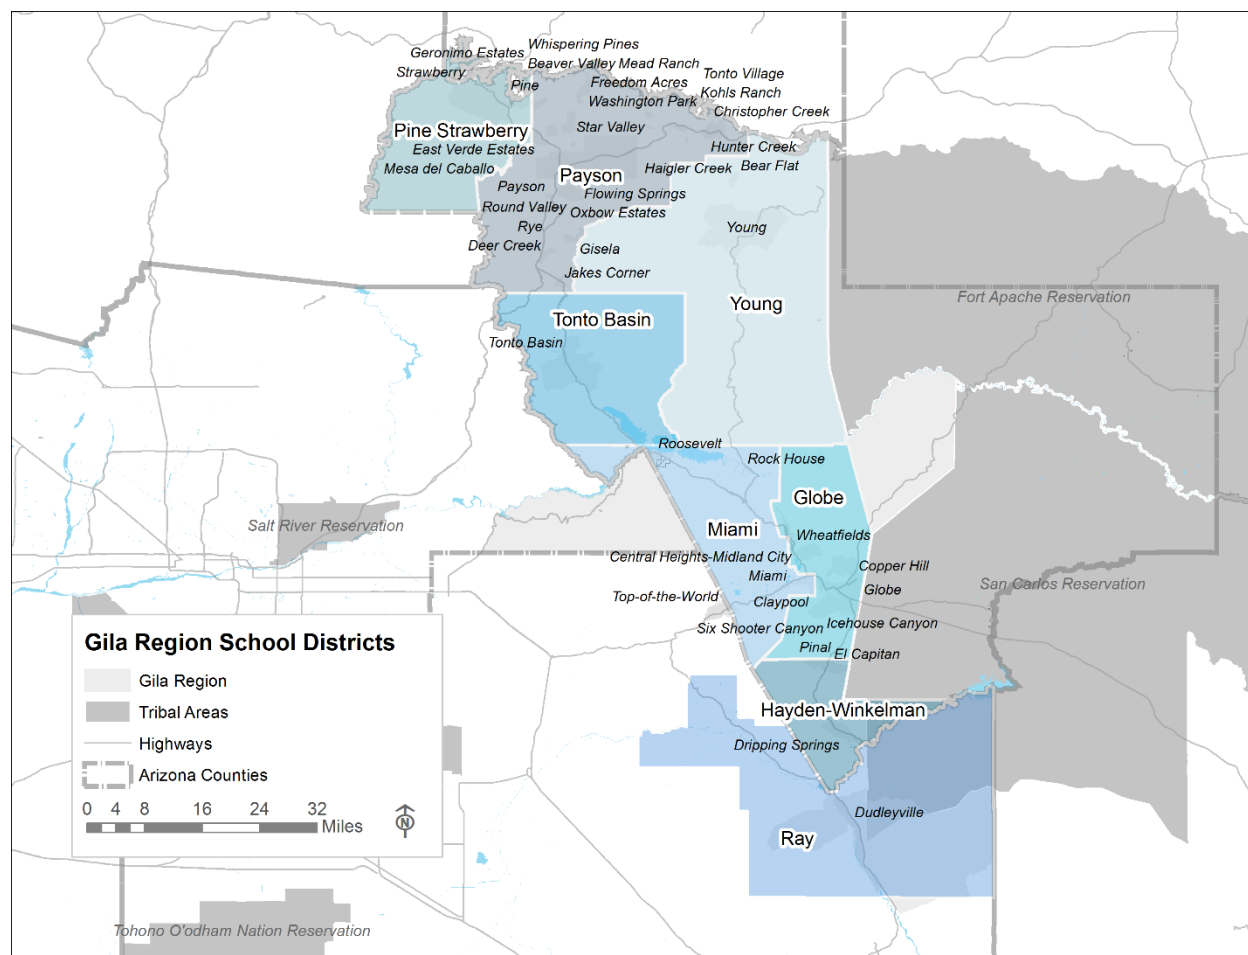 Whispering Pines
Geronimo Estates
Beaver Valley Mead Ranch
Strawberry
Tonto Village
Pine
Freedom Acres
Kohls Ranch
Washington Park
Christopher Creek
Pine Strawberry
Star Valley
East Verde Estates
Hunter Creek
Mesa del Caballo
Haigler Creek
Bear Flat
Payson
Payson
Flowing Springs
Round Valley
Oxbow Estates
Rye
Young
Deer Creek
Gisela
Jakes Corner
Fort Apache Reservation
Young
Tonto Basin
Tonto Basin
Roosevelt
Rock House
Globe
Salt River Reservation
Miami
Wheatfields
Central Heights-Midland City
Copper Hill
Miami
San Carlos Reservation
Globe
Top-of-the-World
Claypool
Six Shooter Canyon
Icehouse Canyon
Pinal
El Capitan
Hayden-Winkelman
Dripping Springs
Dudleyville
Ray
Gila Region School Districts
Gila Region
Tribal Areas
Highways
Arizona Counties
0 4 8 16 24 32
Miles
N
Tohono O'odham Nation Reservation